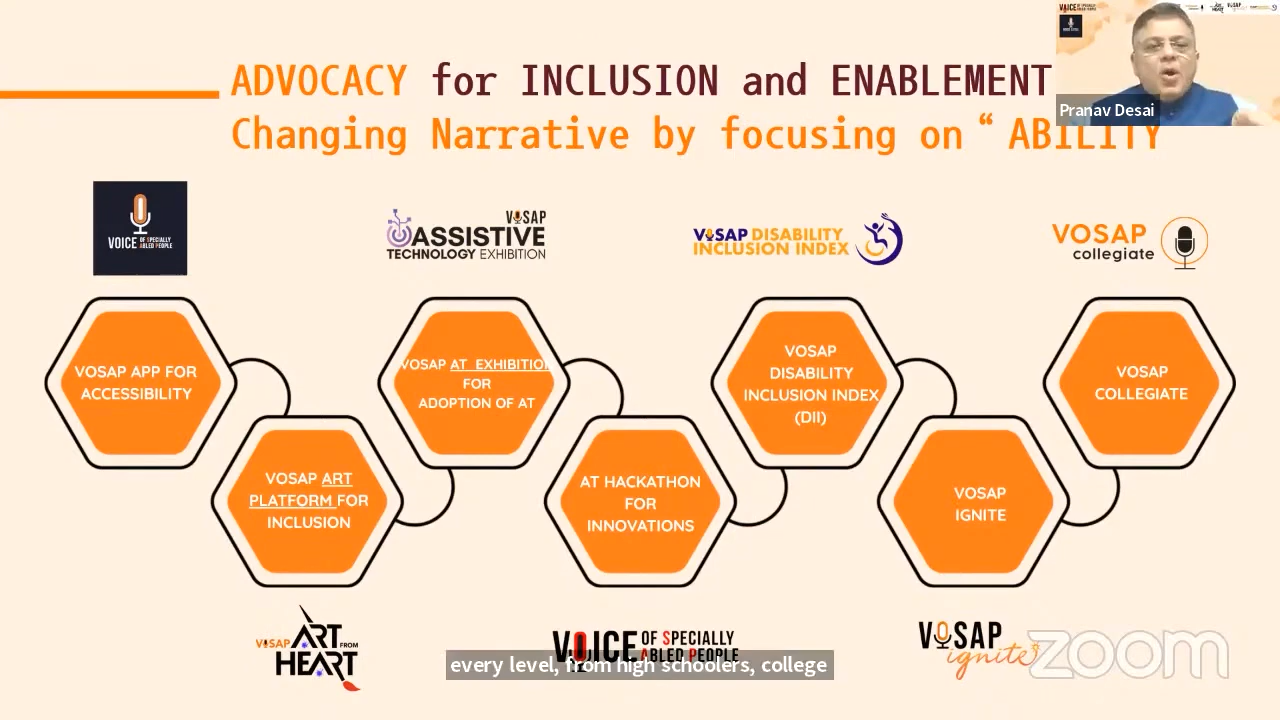 ADVOCACY for INCLUSION and ENABLEMENT
Changing Narrative by focusing on “ ABILITY
Pranav Desai
VOICE OF SPECIALLY
ABLED PEOPLE
VOSAP
ASSISTIVE
TECHNOLOGY EXHIBITION
VOSAP DISABILITY
INCLUSION INDEX
VOSAP
collegiate
VOSAP APP FOR
ACCESSIBILITY
VOSAP ART
PLATFORM FOR
INCLUSION
VOSAP AT EXHIBITION
FOR
ADOPTION OF AT
AT HACKATHON
FOR
INNOVATIONS
VOSAP
DISABILITY
INCLUSION INDEX
(DII)
VOSAP
IGNITE
VOSAP
COLLEGIATE
VOSAP ART FROM
HEART
VOICE OF SPECIALLY
ABLED PEOPLE
VOSAP
ignite
zoom
every level, from high schoolers, college